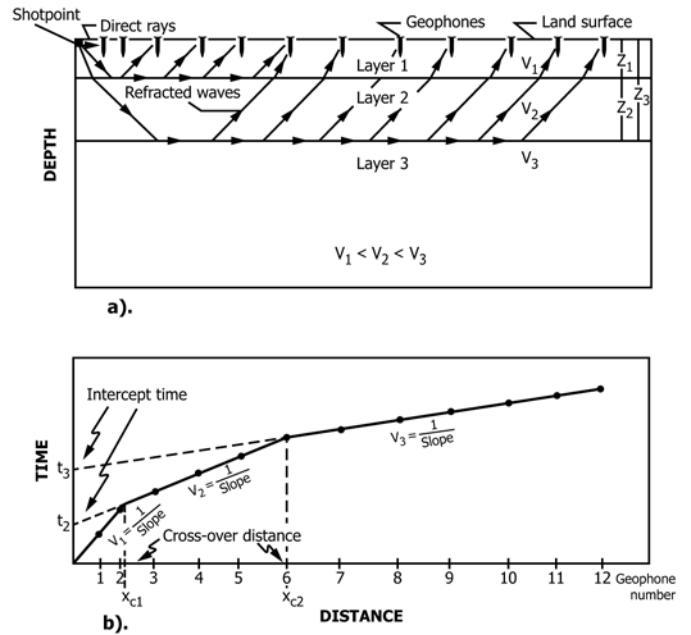 Shotpoint
Direct rays
Geophones
Land surface
Layer 1
V1
Z1
Refracted waves
Layer 2
V2
Z2
Z3
Layer 3
V3
DEPTH
V1 < V2 < V3
a).
Intercept time
TIME
t3
t2
V1 = 1/Slope
V2 = 1/Slope
V3 = 1/Slope
Cross-over distance
1 2 3 4 5 6 7 8 9 10 11 12 Geophone number
xc1
xc2
DISTANCE
b).